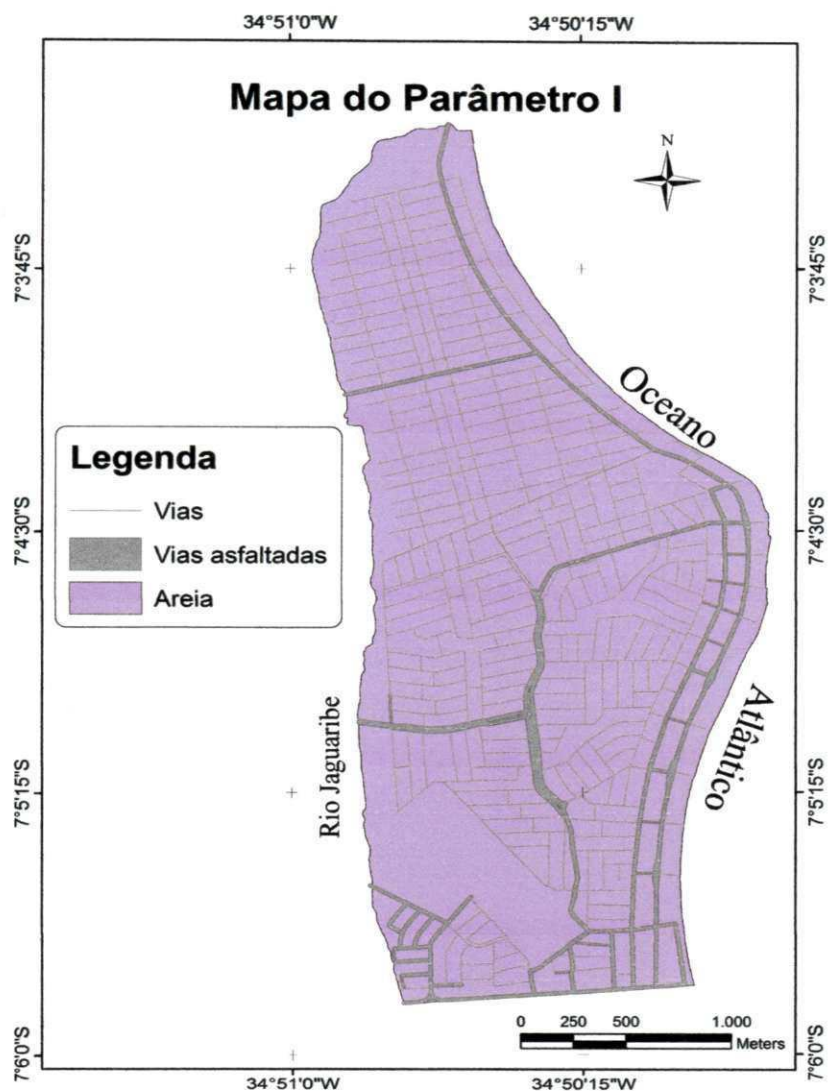 34°51'0"W 34°50'15"W
Mapa do Parâmetro I
N
7°3'45"S 7°3'45"S
Oceano
Legenda
Vias
Vias asfaltadas
Areia
7°4'30"S 7°4'30"S
Rio Jaguaribe
Atlântico
7°5'15"S 7°5'15"S
0 250 500 1.000
Meters
7°6'0"S 7°6'0"S
34°51'0"W 34°50'15"W